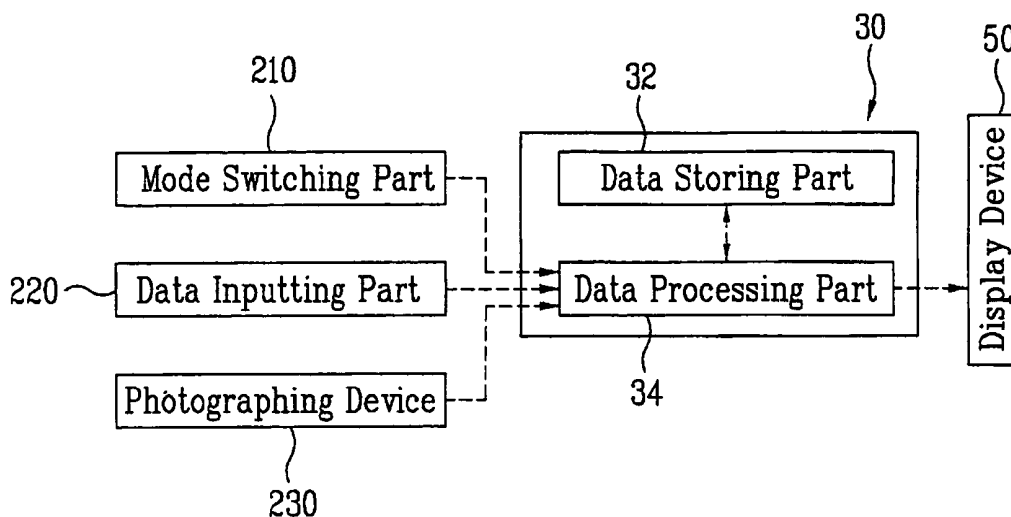 50
30
210
32
Mode Switching Part
Data Storing Part
Display Device
220
Data Inputting Part
Data Processing Part
34
Photographing Device
230